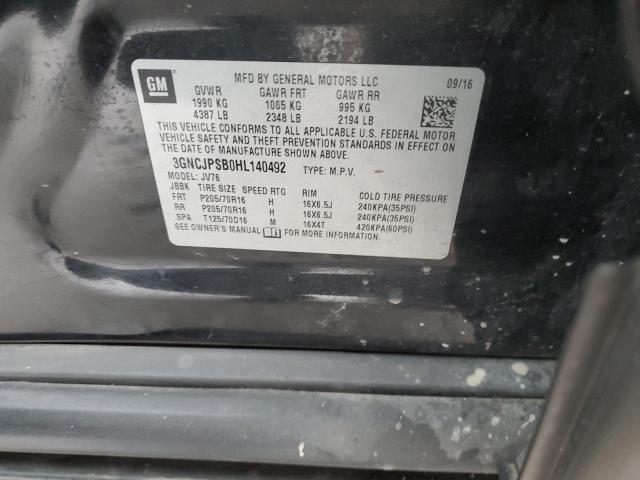 GM
MFD BY GENERAL MOTORS LLC 09/16
GVWR GAWR FRT GAWR RR
1990 KG 1065 KG 995 KG
4387 LB 2348 LB 2194 LB
THIS VEHICLE CONFORMS TO ALL APPLICABLE U.S. FEDERAL MOTOR
VEHICLE SAFETY AND THEFT PREVENTION STANDARDS IN EFFECT ON
THE DATE OF MANUFACTURE SHOWN ABOVE.
3GNCJPSB0HL140492 TYPE: M.P.V.
MODEL: JV76
JBBK TIRE SIZE SPEED RTG RIM COLD TIRE PRESSURE
FRT P205/70R16 H 16X6.5J 240KPA(35PSI)
RR P205/70R16 H 16X6.5J 240KPA(35PSI)
SPA T125/70D16 M 16X4T 420KPA(60PSI)
SEE OWNER'S MANUAL FOR MORE INFORMATION.